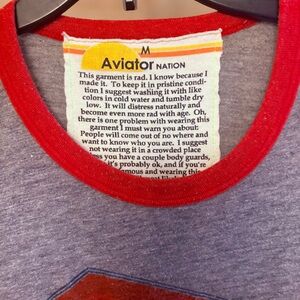 M
Aviator NATION
This garment is rad. I know because I
made it. To keep it in pristine condi-
tion I suggest washing it with like
colors in cold water and tumble dry
low. It will distress naturally and
become even more rad with age. Oh,
there is one problem with wearing this
garment I must warn you about:
People will come out of no where and
want to know who you are. I suggest
not wearing it in a crowded place
you have a couple body guards,
it's probably ok, and if you're
famous and wearing this